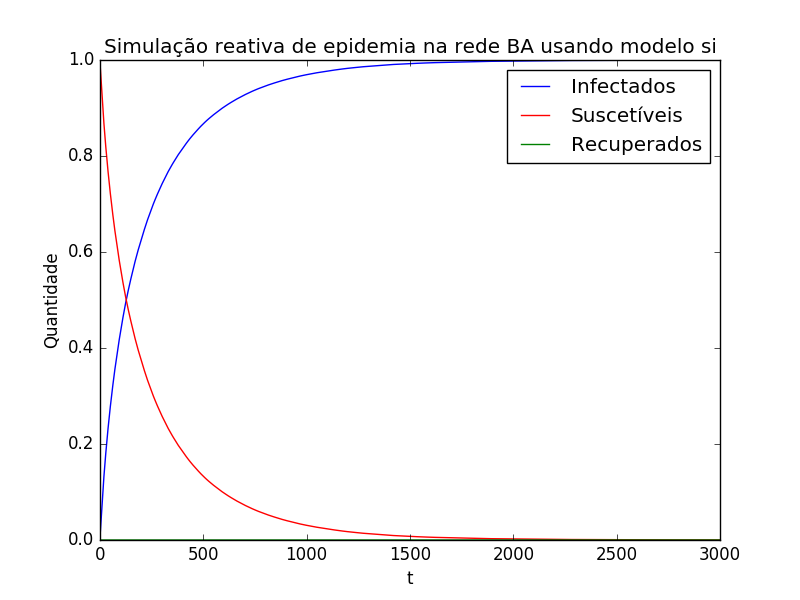 Simulação reativa de epidemia na rede BA usando modelo si
1.0
0.8
0.6
0.4
0.2
0.0
Quantidade
Infectados
Suscetíveis
Recuperados
0 500 1000 1500 2000 2500 3000
t